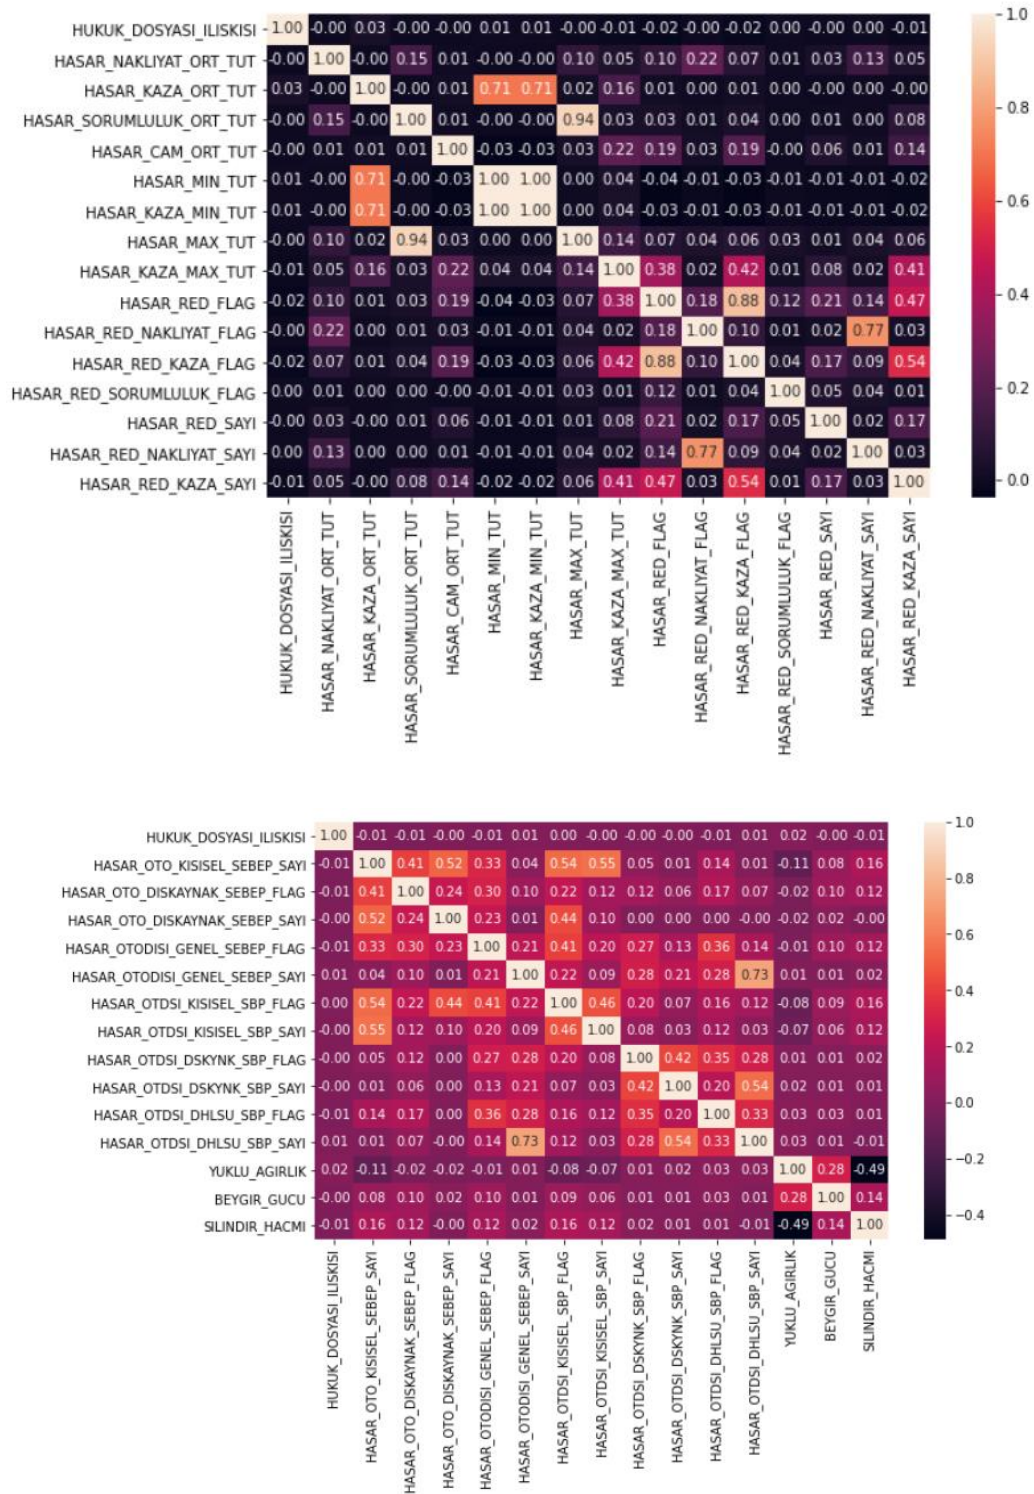 HUKUK_DOSYASI_ILISKISI 1.00 -0.00 0.03 -0.00 -0.00 0.01 0.01 -0.00 -0.01 -0.02 -0.00 -0.02 0.00 -0.00 0.00 -0.01
HASAR_NAKLIYAT_ORT_TUT -0.00 1.00 -0.00 0.15 0.01 -0.00 -0.00 0.10 0.05 0.10 0.22 0.07 0.01 0.03 0.13 0.05
HASAR_KAZA_ORT_TUT 0.03 -0.00 1.00 -0.00 0.01 0.71 0.71 0.02 0.16 0.01 0.00 0.01 0.00 -0.00 0.00 -0.00
HASAR_SORUMLULUK_ORT_TUT -0.00 0.15 -0.00 1.00 0.01 -0.00 -0.00 0.94 0.03 0.03 0.01 0.04 0.00 0.01 0.00 0.08
HASAR_CAM_ORT_TUT -0.00 0.01 0.01 0.01 1.00 -0.03 -0.03 0.03 0.22 0.19 0.03 0.19 -0.00 0.06 0.01 0.14
HASAR_MIN_TUT 0.01 -0.00 0.71 -0.00 -0.03 1.00 1.00 0.00 0.04 -0.04 -0.01 -0.03 -0.01 -0.01 -0.01 -0.02
HASAR_KAZA_MIN_TUT 0.01 -0.00 0.71 -0.00 -0.03 1.00 1.00 0.00 0.04 -0.03 -0.01 -0.03 -0.01 -0.01 -0.01 -0.02
HASAR_MAX_TUT -0.00 0.10 0.02 0.94 0.03 0.00 0.00 1.00 0.14 0.07 0.04 0.06 0.03 0.01 0.04 0.06
HASAR_KAZA_MAX_TUT -0.01 0.05 0.16 0.03 0.22 0.04 0.04 0.14 1.00 0.38 0.02 0.42 0.01 0.08 0.02 0.41
HASAR_RED_FLAG -0.02 0.10 0.01 0.03 0.19 -0.04 -0.03 0.07 0.38 1.00 0.18 0.88 0.12 0.21 0.14 0.47
HASAR_RED_NAKLIYAT_FLAG -0.00 0.22 0.00 0.01 0.03 -0.01 -0.01 0.04 0.02 0.18 1.00 0.10 0.01 0.02 0.77 0.03
HASAR_RED_KAZA_FLAG -0.02 0.07 0.01 0.04 0.19 -0.03 -0.03 0.06 0.42 0.88 0.10 1.00 0.04 0.17 0.09 0.54
HASAR_RED_SORUMLULUK_FLAG 0.00 0.01 0.00 0.00 -0.00 -0.01 -0.01 0.03 0.01 0.12 0.01 0.04 1.00 0.05 0.04 0.01
HASAR_RED_SAYI -0.00 0.03 -0.00 0.01 0.06 -0.01 -0.01 0.01 0.08 0.21 0.02 0.17 0.05 1.00 0.02 0.17
HASAR_RED_NAKLIYAT_SAYI 0.00 0.13 0.00 0.00 0.01 -0.01 -0.01 0.04 0.02 0.14 0.77 0.09 0.04 0.02 1.00 0.03
HASAR_RED_KAZA_SAYI -0.01 0.05 -0.00 0.08 0.14 -0.02 -0.02 0.06 0.41 0.47 0.03 0.54 0.01 0.17 0.03 1.00
1.0
0.8
0.6
0.4
0.2
0.0
HUKUK_DOSYASI_ILISKISI
HASAR_NAKLIYAT_ORT_TUT
HASAR_KAZA_ORT_TUT
HASAR_SORUMLULUK_ORT_TUT
HASAR_CAM_ORT_TUT
HASAR_MIN_TUT
HASAR_KAZA_MIN_TUT
HASAR_MAX_TUT
HASAR_KAZA_MAX_TUT
HASAR_RED_FLAG
HASAR_RED_NAKLIYAT_FLAG
HASAR_RED_KAZA_FLAG
HASAR_RED_SORUMLULUK_FLAG
HASAR_RED_SAYI
HASAR_RED_NAKLIYAT_SAYI
HASAR_RED_KAZA_SAYI
HUKUK_DOSYASI_ILISKISI 1.00 -0.01 -0.01 -0.00 -0.01 0.01 0.00 -0.00 -0.00 -0.00 -0.01 0.01 0.02 -0.00 -0.01
HASAR_OTO_KISISEL_SEBEP_SAYI -0.01 1.00 0.41 0.52 0.33 0.04 0.54 0.55 0.05 0.01 0.14 0.01 -0.11 0.08 0.16
HASAR_OTO_DISKAYNAK_SEBEP_FLAG -0.01 0.41 1.00 0.24 0.30 0.10 0.22 0.12 0.12 0.06 0.17 0.07 -0.02 0.10 0.12
HASAR_OTO_DISKAYNAK_SEBEP_SAYI -0.00 0.52 0.24 1.00 0.23 0.01 0.44 0.10 0.00 0.00 0.00 -0.00 -0.02 0.02 -0.00
HASAR_OTODISI_GENEL_SEBEP_FLAG -0.01 0.33 0.30 0.23 1.00 0.21 0.41 0.20 0.27 0.13 0.36 0.14 -0.01 0.10 0.12
HASAR_OTODISI_GENEL_SEBEP_SAYI 0.01 0.04 0.10 0.01 0.21 1.00 0.22 0.09 0.28 0.21 0.28 0.73 0.01 0.01 0.02
HASAR_OTDSI_KISISEL_SBP_FLAG 0.00 0.54 0.22 0.44 0.41 0.22 1.00 0.46 0.20 0.07 0.16 0.12 -0.08 0.09 0.16
HASAR_OTDSI_KISISEL_SBP_SAYI -0.00 0.55 0.12 0.10 0.20 0.09 0.46 1.00 0.08 0.03 0.12 0.03 -0.07 0.06 0.12
HASAR_OTDSI_DSKYNK_SBP_FLAG -0.00 0.05 0.12 0.00 0.27 0.28 0.20 0.08 1.00 0.42 0.35 0.28 0.01 0.01 0.02
HASAR_OTDSI_DSKYNK_SBP_SAYI -0.00 0.01 0.06 0.00 0.13 0.21 0.07 0.03 0.42 1.00 0.20 0.54 0.02 0.01 0.01
HASAR_OTDSI_DHLSU_SBP_FLAG -0.01 0.14 0.17 0.00 0.36 0.28 0.16 0.12 0.35 0.20 1.00 0.33 0.03 0.03 0.01
HASAR_OTDSI_DHLSU_SBP_SAYI 0.01 0.01 0.07 -0.00 0.14 0.73 0.12 0.03 0.28 0.54 0.33 1.00 0.03 0.01 -0.01
YUKLU_AGIRLIK 0.02 -0.11 -0.02 -0.02 -0.01 0.01 -0.08 -0.07 0.01 0.02 0.03 0.03 1.00 0.28 -0.49
BEYGIR_GUCU -0.00 0.08 0.10 0.02 0.10 0.01 0.09 0.06 0.01 0.01 0.03 0.01 0.28 1.00 0.14
SILINDIR_HACMI -0.01 0.16 0.12 -0.00 0.12 0.02 0.16 0.12 0.02 0.01 0.01 -0.01 -0.49 0.14 1.00
1.0
0.8
0.6
0.4
0.2
0.0
−0.2
−0.4
HUKUK_DOSYASI_ILISKISI
HASAR_OTO_KISISEL_SEBEP_SAYI
HASAR_OTO_DISKAYNAK_SEBEP_FLAG
HASAR_OTO_DISKAYNAK_SEBEP_SAYI
HASAR_OTODISI_GENEL_SEBEP_FLAG
HASAR_OTODISI_GENEL_SEBEP_SAYI
HASAR_OTDSI_KISISEL_SBP_FLAG
HASAR_OTDSI_KISISEL_SBP_SAYI
HASAR_OTDSI_DSKYNK_SBP_FLAG
HASAR_OTDSI_DSKYNK_SBP_SAYI
HASAR_OTDSI_DHLSU_SBP_FLAG
HASAR_OTDSI_DHLSU_SBP_SAYI
YUKLU_AGIRLIK
BEYGIR_GUCU
SILINDIR_HACMI